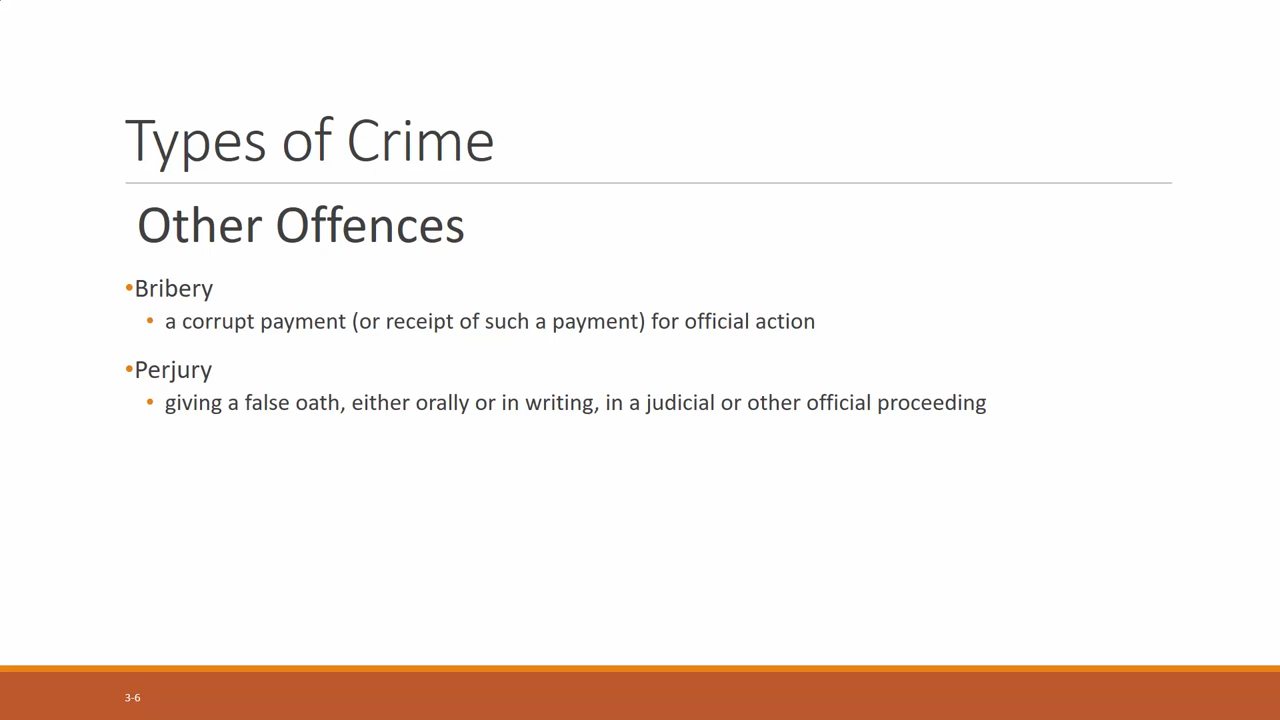 Types of Crime
Other Offences
•Bribery
• a corrupt payment (or receipt of such a payment) for official action
•Perjury
• giving a false oath, either orally or in writing, in a judicial or other official proceeding
3-6